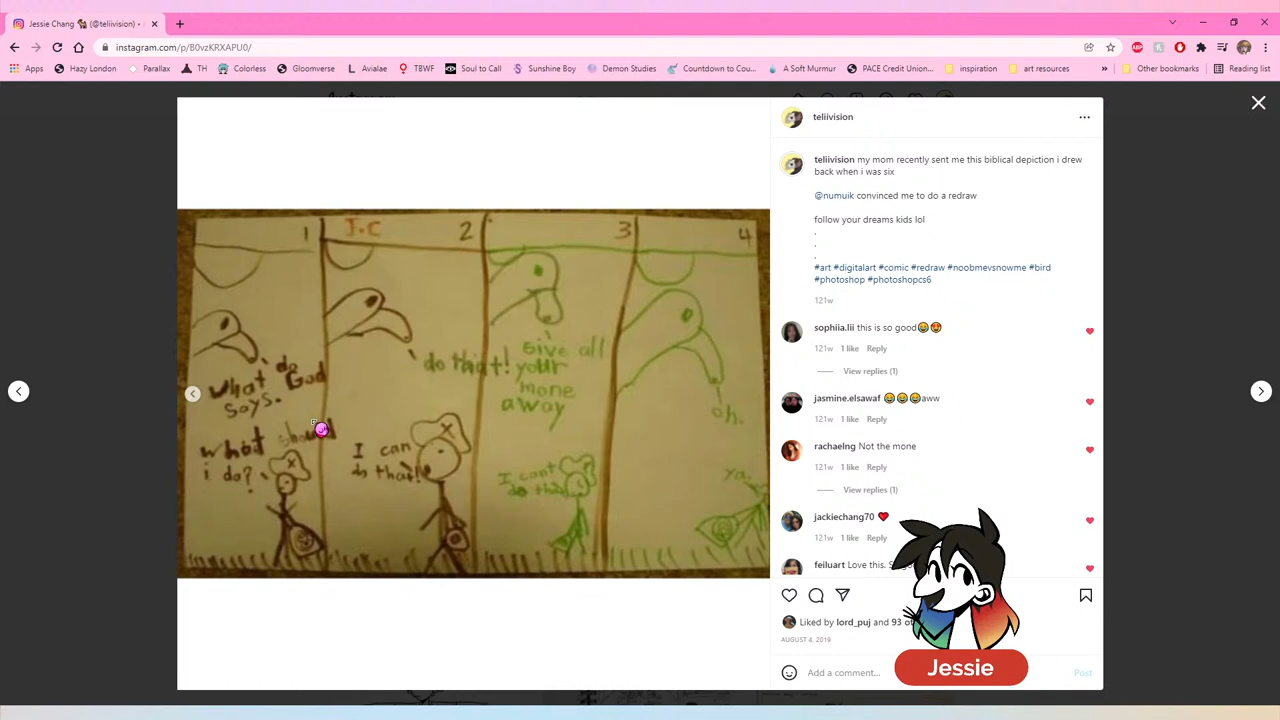 Jessie Chang 🐐 (@teliivision) •
instagram.com/p/B0vzKRXAPU0/
Apps
Hazy London
Parallax
TH
Colorless
Gloomverse
Avialae
TBWF
Soul to Call
Sunshine Boy
Demon Studies
Countdown to Cou...
A Soft Murmur
PACE Credit Union...
inspiration
art resources
Other bookmarks
Reading list
1
J.C
2
3
4
what do God
says.
what
i do?
do that!
I can
do that!
give all
your
mone
away
I cant
do that
oh.
ya.
teliivision
teliivision my mom recently sent me this biblical depiction i drew
back when i was six
@numuik convinced me to do a redraw
follow your dreams kids lol
.
.
.
#art #digitalart #comic #redraw #noobmevsnowme #bird
#photoshop #photoshopcs6
121w
sophiia.lii this is so good😂😍
121w 1 like Reply
View replies (1)
jasmine.elsawaf 😂😂😂aww
121w 1 like Reply
rachaelng Not the mone
121w 1 like Reply
View replies (1)
jackiechang70 ❤
121w 1 like Reply
feiluart Love this.
Liked by lord_puj and 93
AUGUST 4, 2019
Add a comment...
Post
Jessie